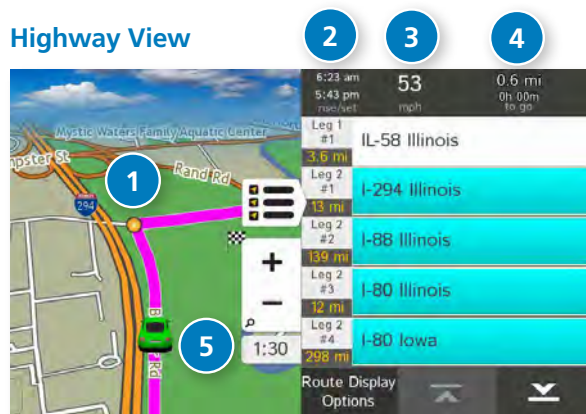 Highway View
2
3
4
6:23 am
5:43 pm
rise/set
53
mph
0.6 mi
0h 00m
to go
Mystic Waters Family Aquatic Center
mpster St
Rand Rd
1
294
Leg 1
#1
3.6 mi
IL-58 Illinois
Leg 2
#1
13 mi
I-294 Illinois
Leg 2
#2
139 mi
I-88 Illinois
Leg 2
#3
12 mi
I-80 Illinois
Leg 2
#4
298 mi
I-80 Iowa
+
−
1:30
5
Rd
Route Display
Options